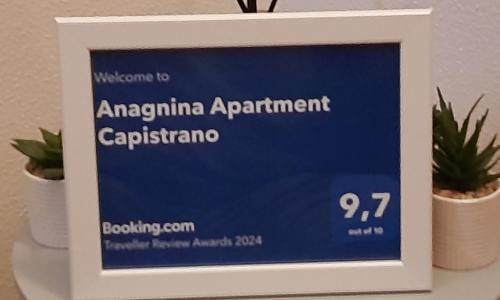 Welcome to
Anagnina Apartment
Capistrano
Booking.com
Traveller Review Awards 2024
9,7
out of 10